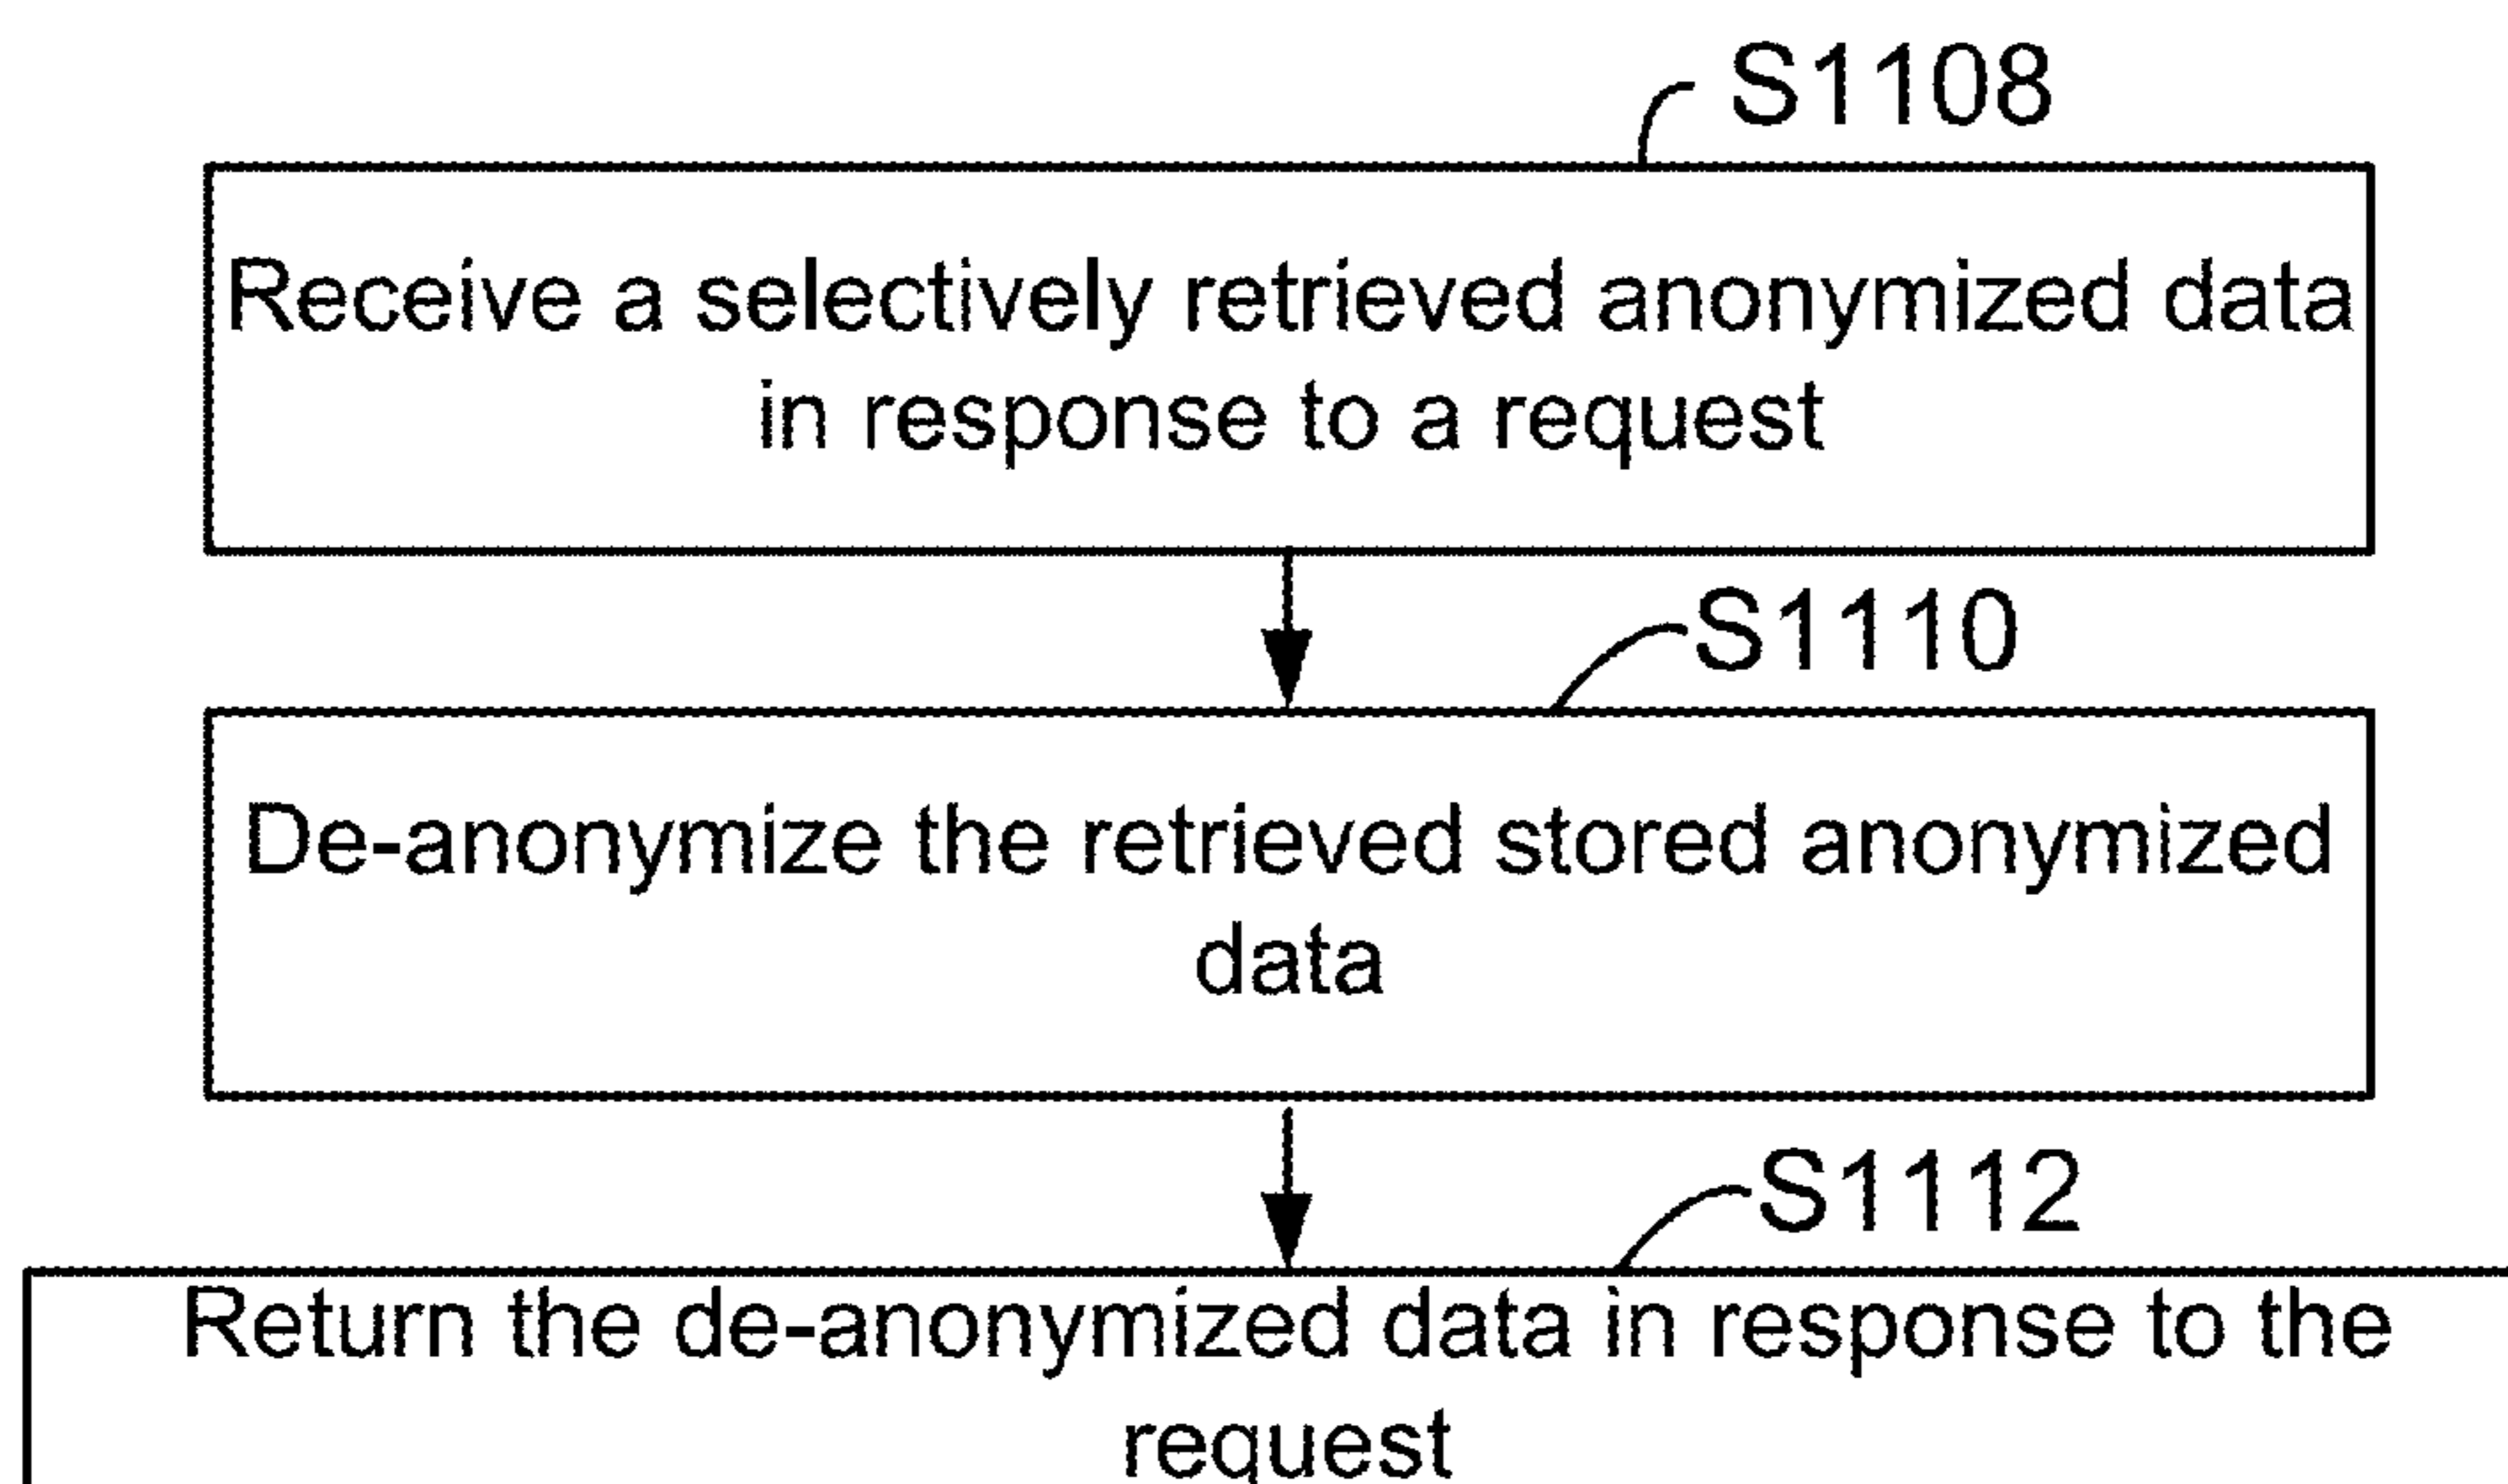 S1108
Receive a selectively retrieved anonymized data
in response to a request
S1110
De-anonymize the retrieved stored anonymized
data
S1112
Return the de-anonymized data in response to the
request